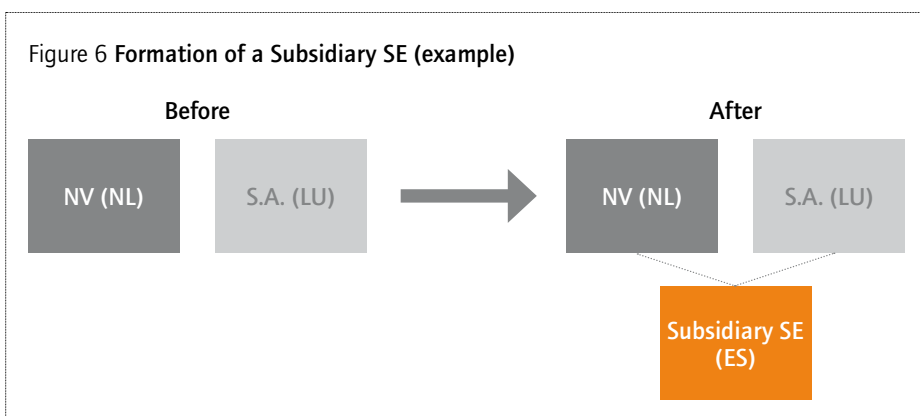 Figure 6 Formation of a Subsidiary SE (example)
Before
After
NV (NL)
S.A. (LU)
NV (NL)
S.A. (LU)
Subsidiary SE
(ES)